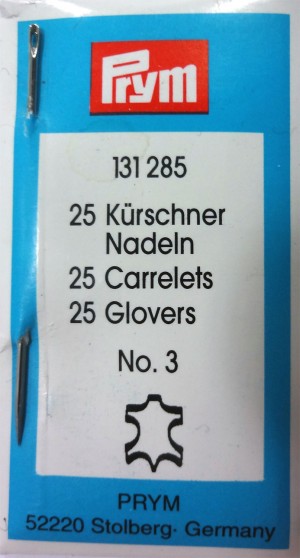 Prym
131 285
25 Kürschner
Nadeln
25 Carrelets
25 Glovers
No. 3
PRYM
52220 Stolberg· Germany